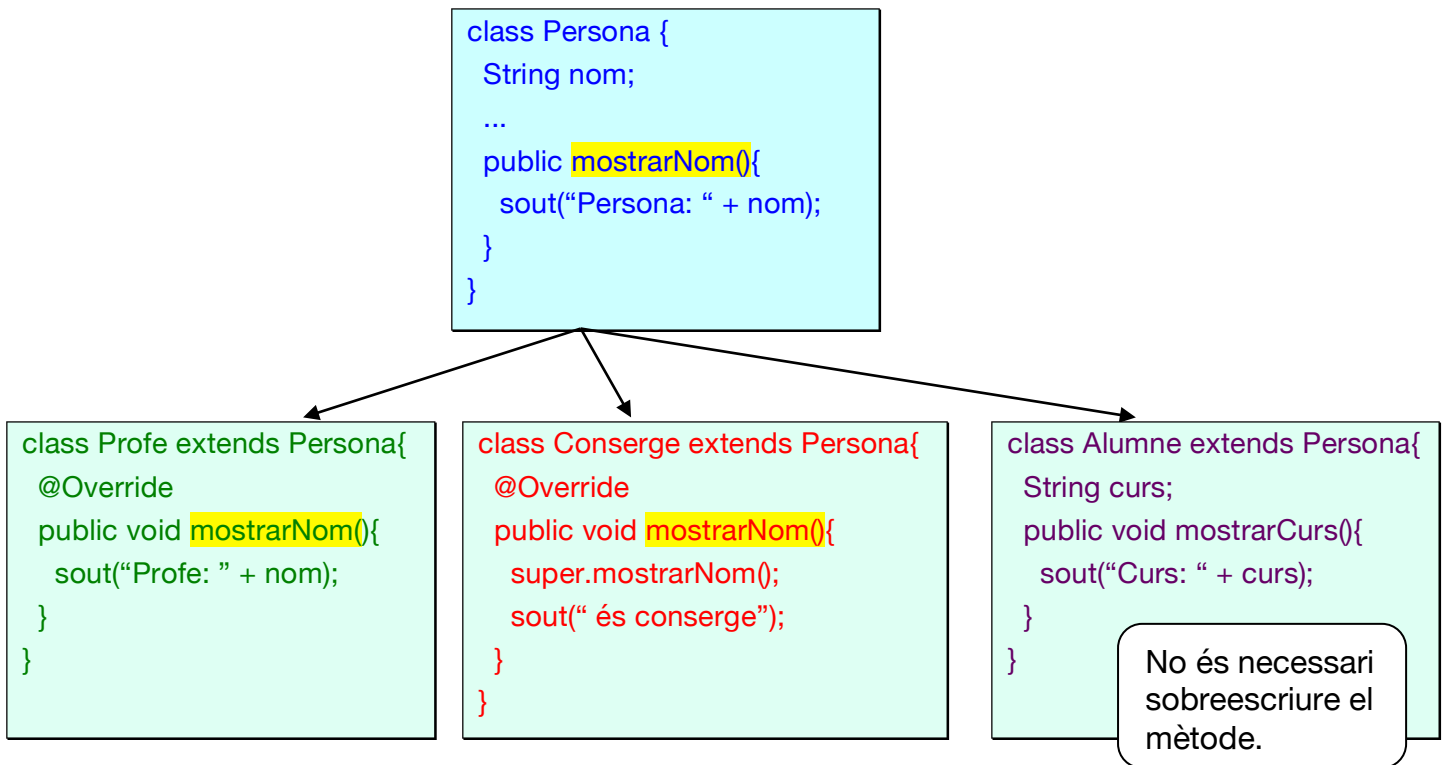 class Persona {
String nom;
...
public mostrarNom(){
sout(“Persona: “ + nom);
}
}
class Profe extends Persona{
@Override
public void mostrarNom(){
sout(“Profe: ” + nom);
}
}
class Conserge extends Persona{
@Override
public void mostrarNom(){
super.mostrarNom();
sout(“ és conserge”);
}
}
class Alumne extends Persona{
String curs;
public void mostrarCurs(){
sout(“Curs: “ + curs);
}
}
No és necessari
sobreescriure el
mètode.